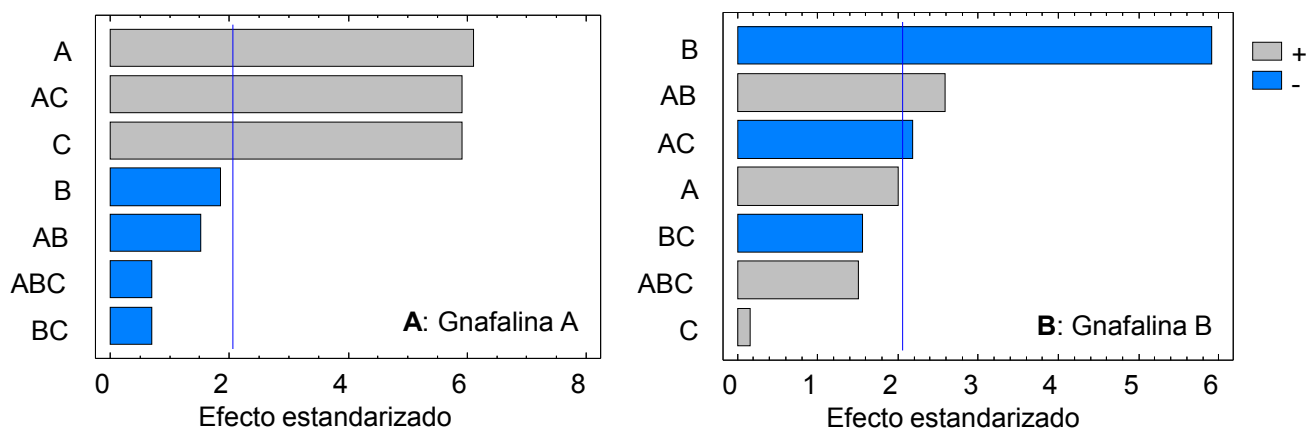 A
AC
C
B
AB
ABC
BC
A: Gnafalina A
0 2 4 6 8
Efecto estandarizado
B
AB
AC
A
BC
ABC
C
B: Gnafalina B
0 1 2 3 4 5 6
Efecto estandarizado
+
-